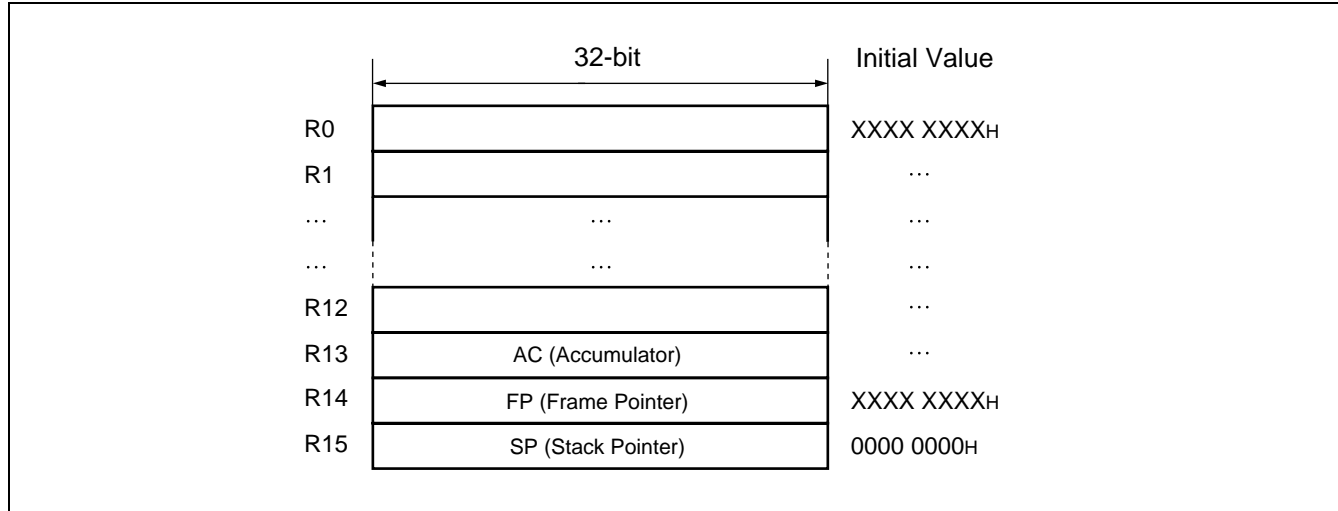 32-bit Initial Value
R0 XXXX XXXXH
R1 ...
... ... ...
... ... ...
R12 ...
R13 AC (Accumulator) ...
R14 FP (Frame Pointer) XXXX XXXXH
R15 SP (Stack Pointer) 0000 0000H